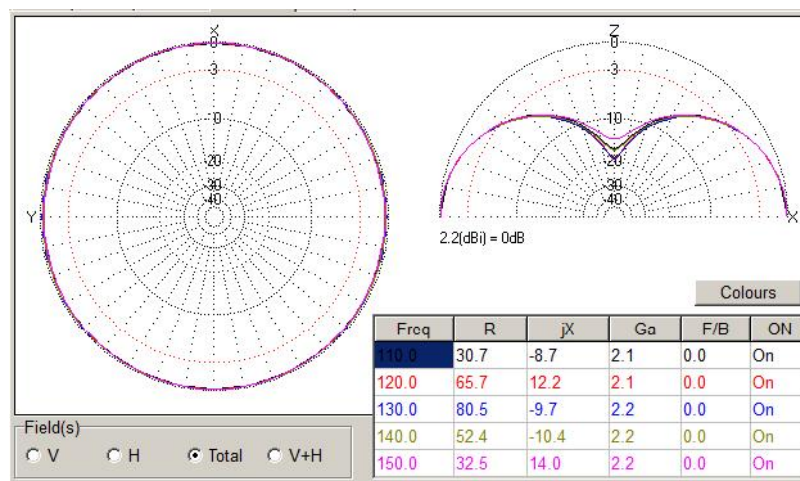 X
0
3
-10
-20
-30
-40
Y
Z
0
3
-10
-20
-30
-40
X
2.2(dBi) = 0dB
Colours
Freq R jX Ga F/B ON
110.0 30.7 -8.7 2.1 0.0 On
120.0 65.7 12.2 2.1 0.0 On
130.0 80.5 -9.7 2.2 0.0 On
140.0 52.4 -10.4 2.2 0.0 On
150.0 32.5 14.0 2.2 0.0 On
Field(s)
V H Total V+H